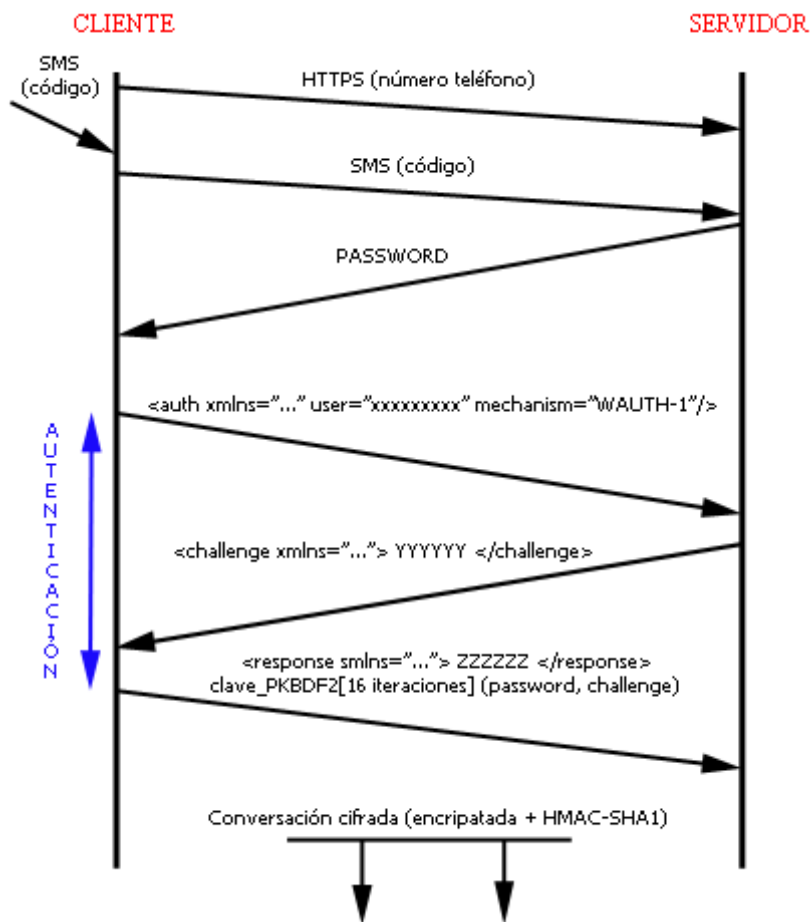 CLIENTE
SERVIDOR
SMS
(código)
HTTPS (número teléfono)
SMS (código)
PASSWORD
<auth xmlns="..." user="xxxxxxxxx" mechanism="WAUTH-1"/>
AUTENTICACIÓN
<challenge xmlns="..."> YYYYYY </challenge>
<response smlns="..."> ZZZZZZ </response>
clave_PKBDF2[16 iteraciones] (password, challenge)
Conversación cifrada (encripatada + HMAC-SHA1)